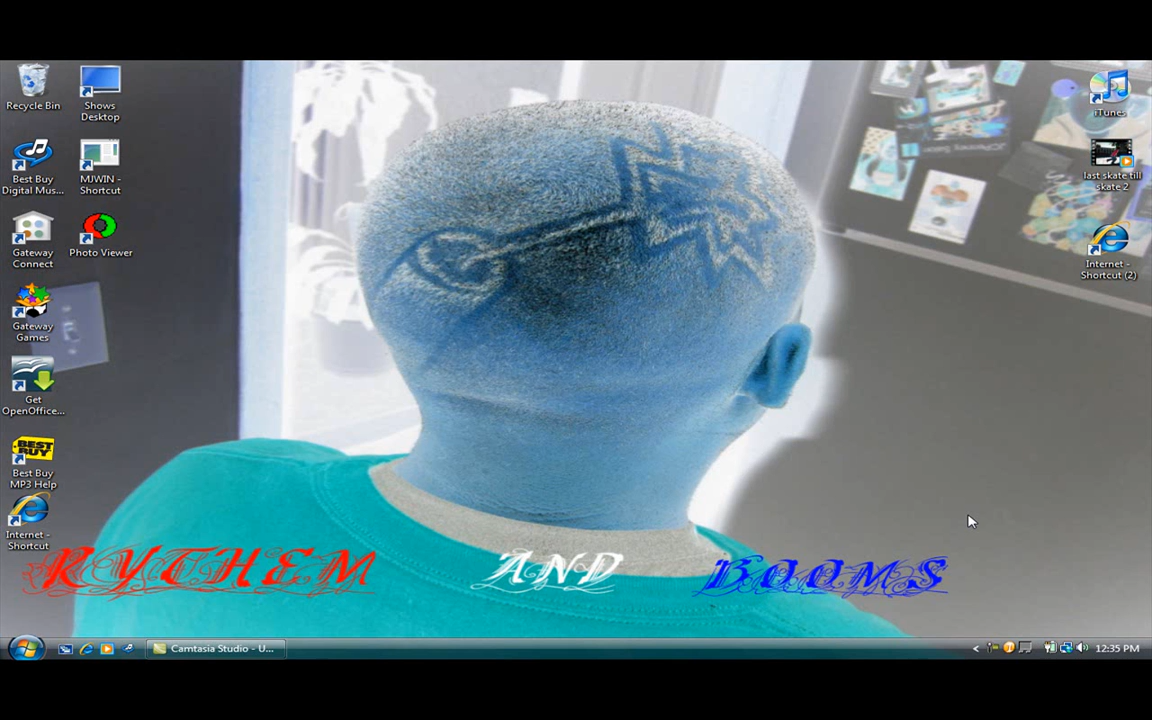 Recycle Bin
Shows
Desktop
Best Buy
Digital Mus...
MJWIN -
Shortcut
Gateway
Connect
Photo Viewer
Gateway
Games
Get
OpenOffice...
BEST
BUY
Best Buy
MP3 Help
Internet -
Shortcut
iTunes
last skate till
skate 2
Internet -
Shortcut (2)
RYTHEM AND BOOMS
Camtasia Studio - U...
< 12:35 PM